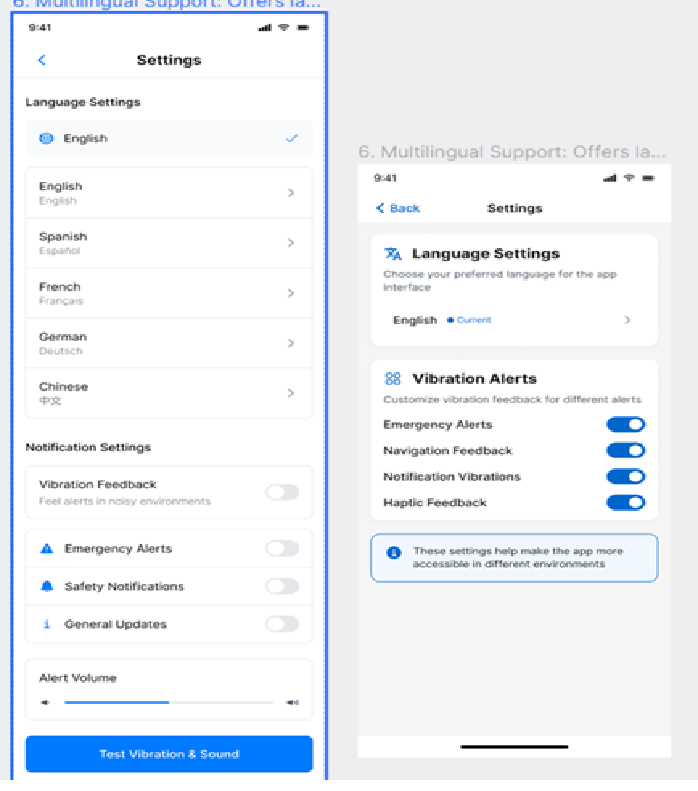 6. Multilingual Support: Offers la...
9:41
Settings
Language Settings
English
English
English
Spanish
Español
French
Français
German
Deutsch
Chinese
中文
Notification Settings
Vibration Feedback
Feel alerts in noisy environments
Emergency Alerts
Safety Notifications
General Updates
Alert Volume
Test Vibration & Sound
6. Multilingual Support: Offers la...
9:41
Back
Settings
Language Settings
Choose your preferred language for the app
interface
English Current
Vibration Alerts
Customize vibration feedback for different alerts
Emergency Alerts
Navigation Feedback
Notification Vibrations
Haptic Feedback
These settings help make the app more
accessible in different environments